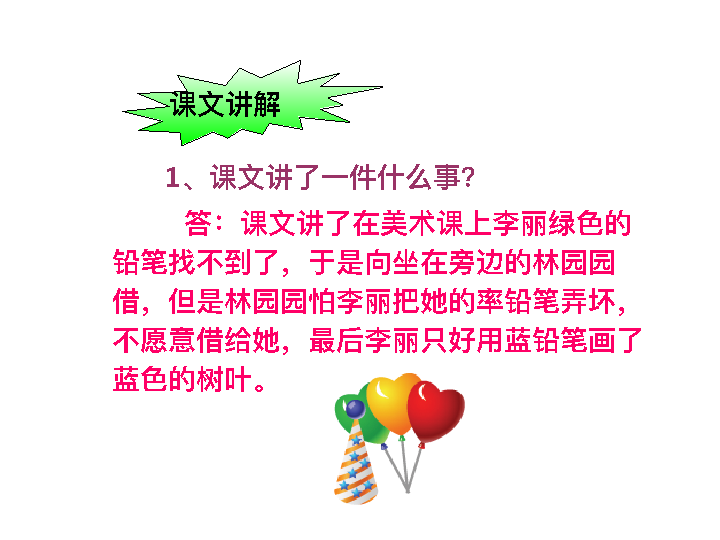 课文讲解
1、课文讲了一件什么事？
答：课文讲了在美术课上李丽绿色的
铅笔找不到了，于是向坐在旁边的林园园
借，但是林园园怕李丽把她的率铅笔弄坏，
不愿意借给她，最后李丽只好用蓝铅笔画了
蓝色的树叶。